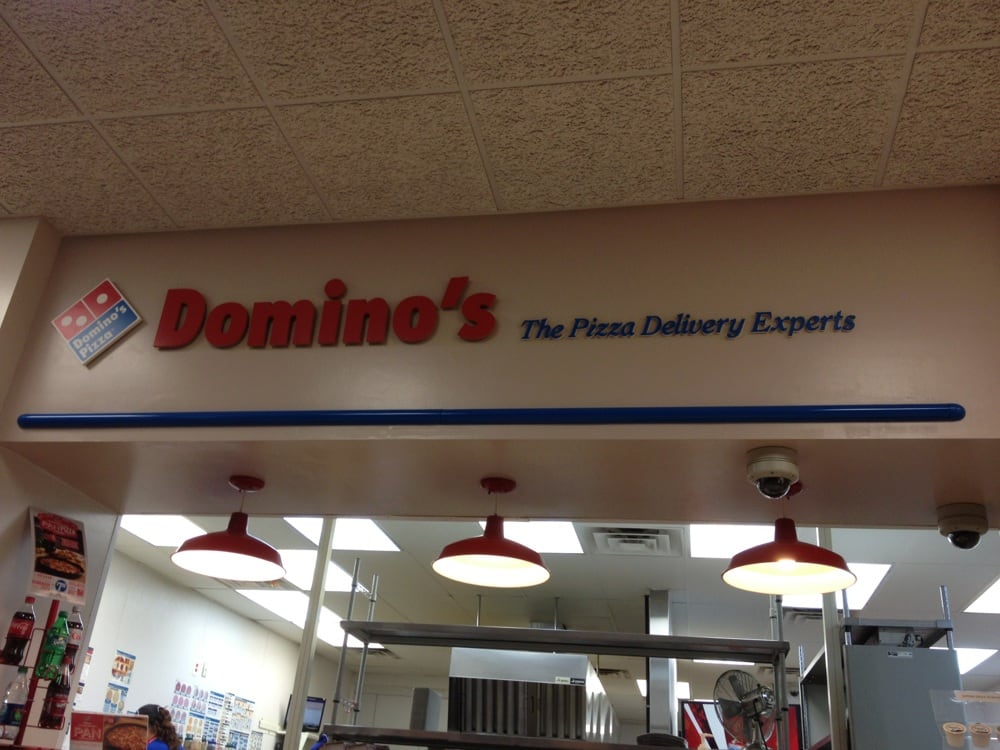 Domino's
Pizza
Domino's
The Pizza Delivery Experts
PAN